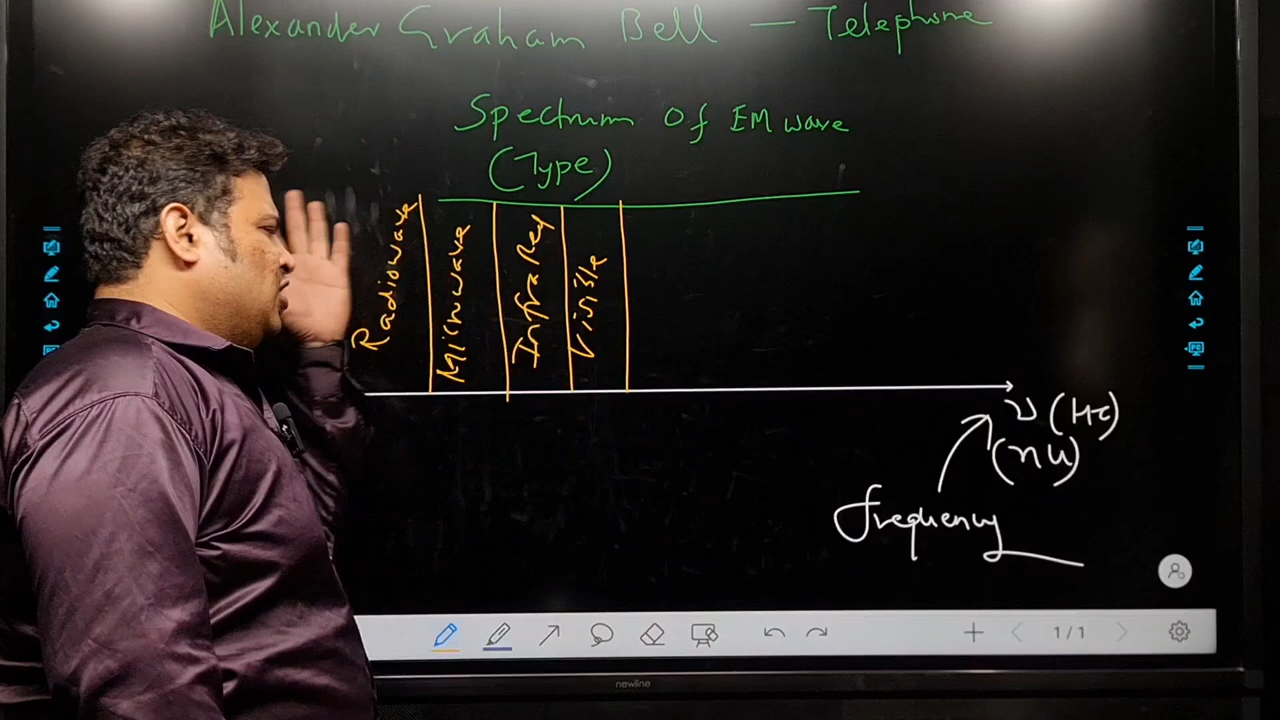 Alexander Graham Bell — Telephone
Spectrum Of EM wave
(Type)
Radiowave
Microwave
InfraRed
Visible
ν (Hz)
(nu)
frequency
1/1
newline